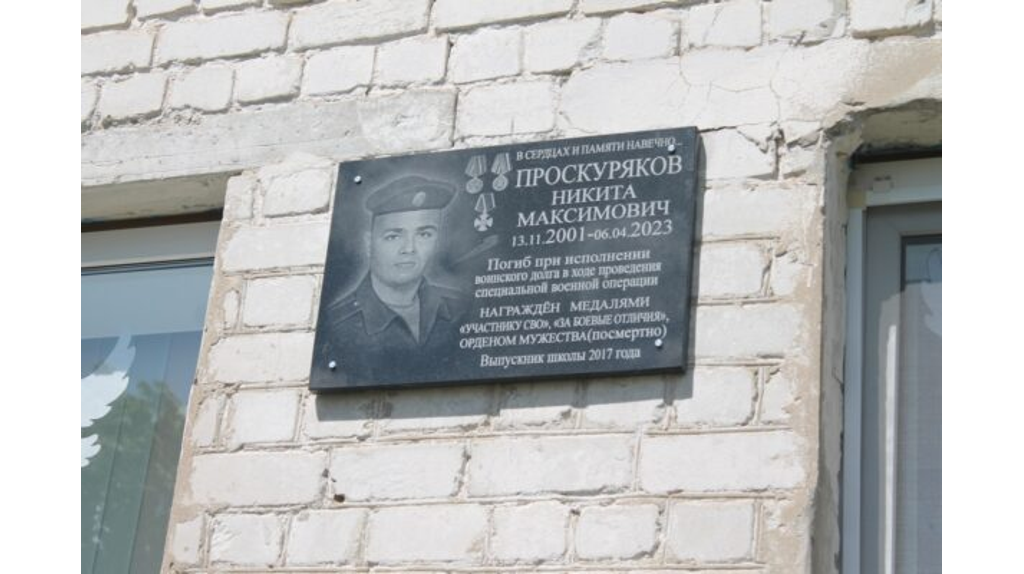 В СЕРДЦАХ И ПАМЯТИ НАВЕЧНО...
ПРОСКУРЯКОВ
НИКИТА
МАКСИМОВИЧ
13.11.2001-06.04.2023
Погиб при исполнении
воинского долга в ходе проведения
специальной военной операции
НАГРАЖДЁН МЕДАЛЯМИ
«УЧАСТНИКУ СВО», «ЗА БОЕВЫЕ ОТЛИЧИЯ»,
ОРДЕНОМ МУЖЕСТВА(посмертно)
Выпускник школы 2017 года